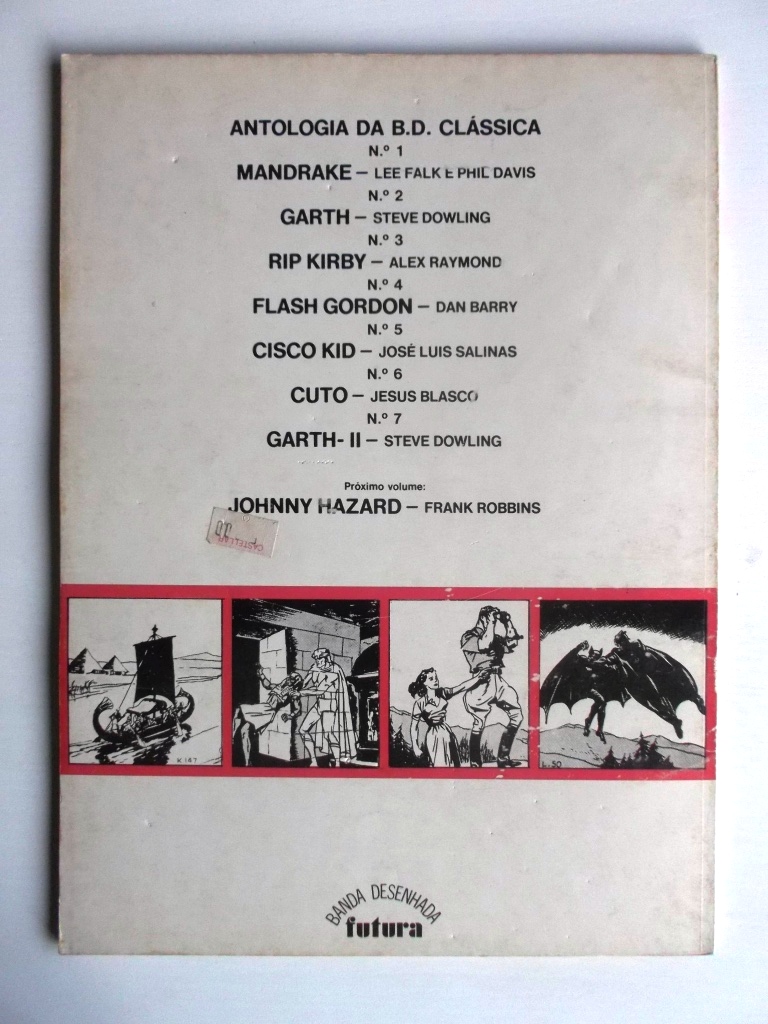 ANTOLOGIA DA B.D. CLÁSSICA
N.º 1
MANDRAKE – LEE FALK E PHIL DAVIS
N.º 2
GARTH – STEVE DOWLING
N.º 3
RIP KIRBY – ALEX RAYMOND
N.º 4
FLASH GORDON – DAN BARRY
N.º 5
CISCO KID – JOSÉ LUIS SALINAS
N.º 6
CUTO – JESUS BLASCO
N.º 7
GARTH- II – STEVE DOWLING
Próximo volume:
JOHNNY HAZARD – FRANK ROBBINS
K 147
L-50
BANDA DESENHADA
futura